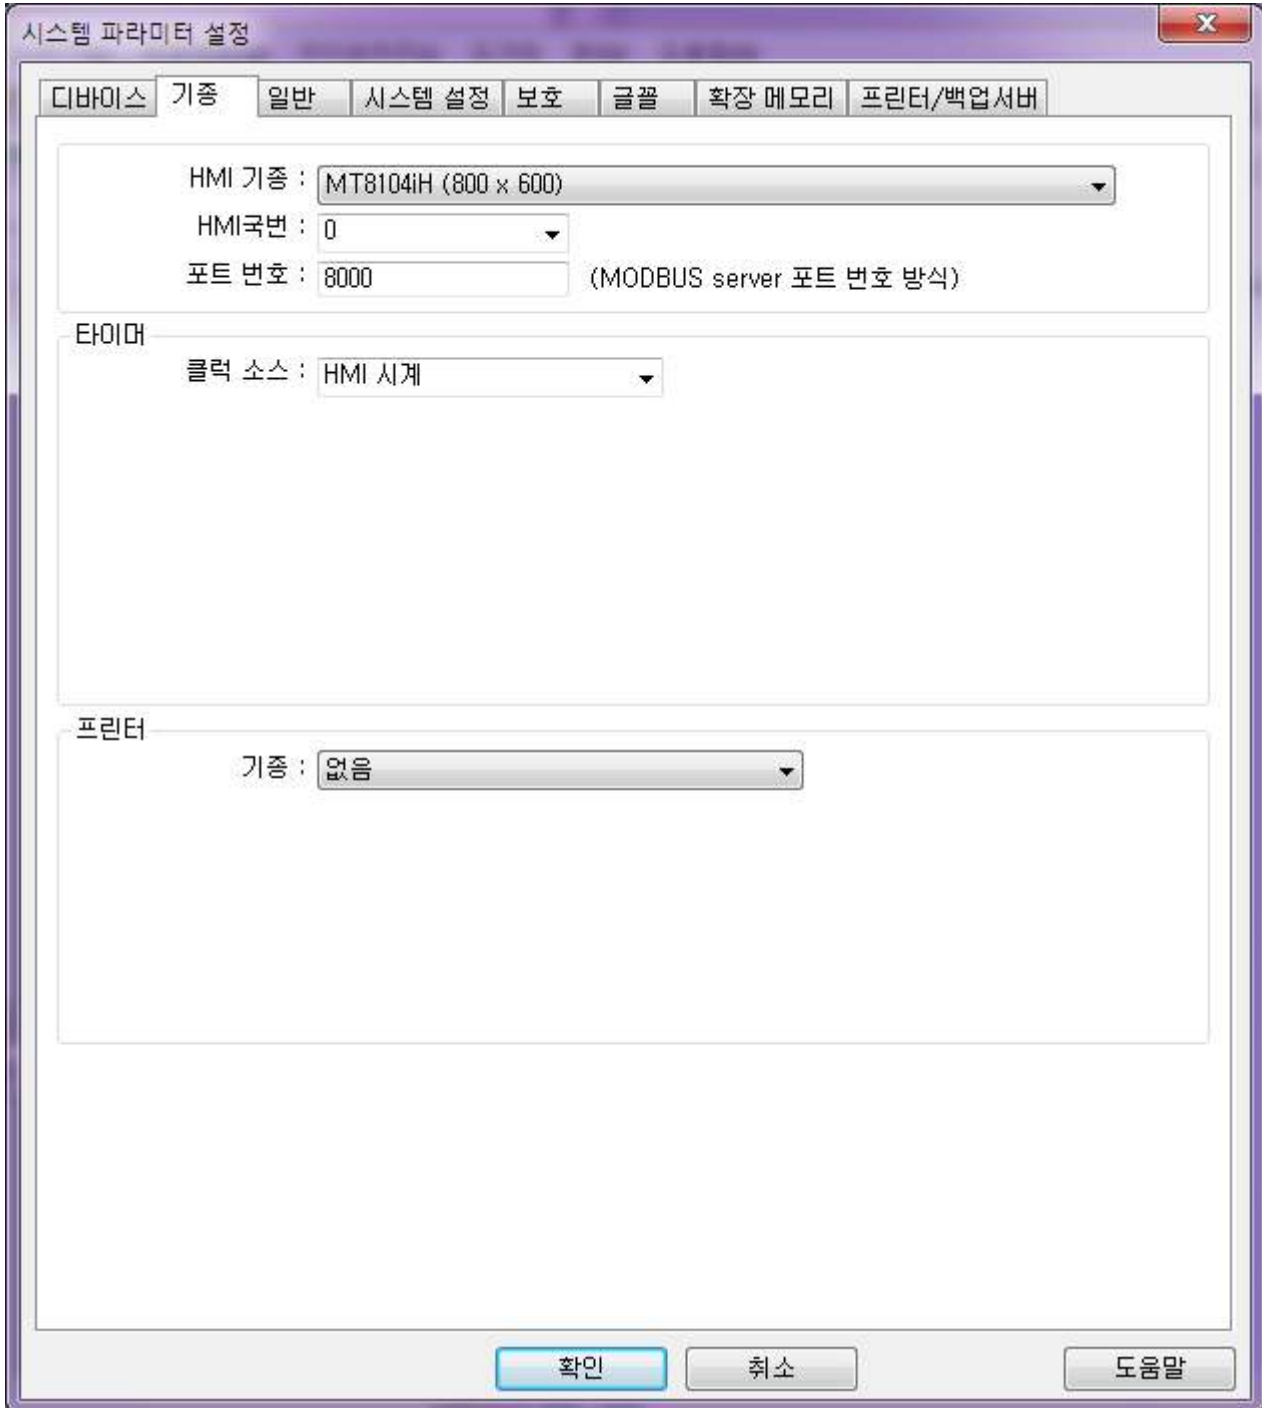 시스템 파라미터 설정
디바이스 기종 일반 시스템 설정 보호 글꼴 확장 메모리 프린터/백업서버
HMI 기종 : MT8104iH (800 x 600)
HMI국번 : 0
포트 번호 : 8000 (MODBUS server 포트 번호 방식)
타이머
클럭 소스 : HMI 시계
프린터
기종 : 없음
확인 취소 도움말